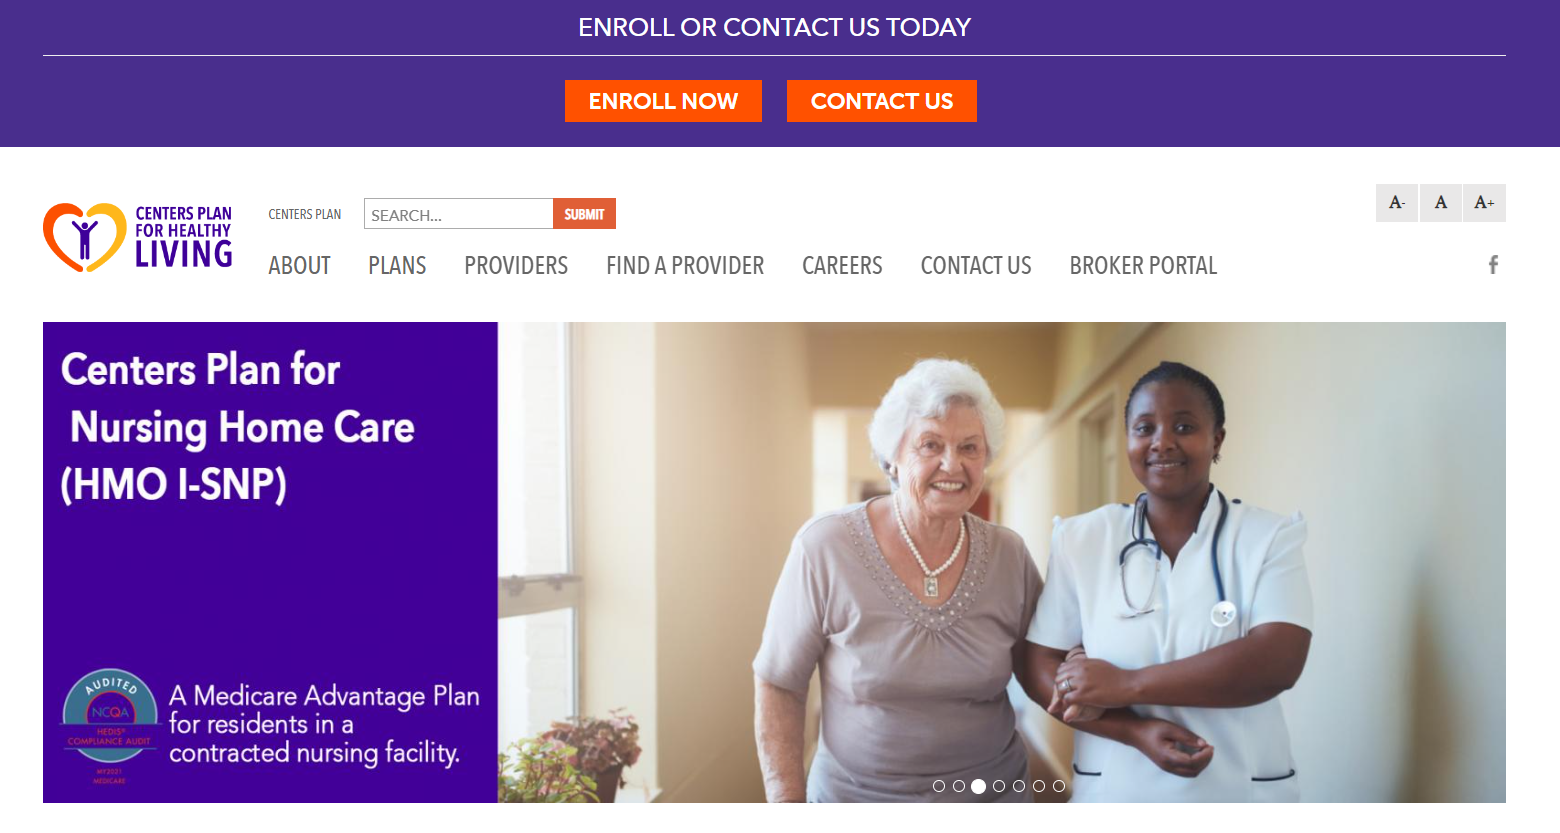 ENROLL OR CONTACT US TODAY
ENROLL NOW
CONTACT US
CENTERS PLAN
FOR HEALTHY
LIVING
CENTERS PLAN
SEARCH...
SUBMIT
A-
A
A+
ABOUT
PLANS
PROVIDERS
FIND A PROVIDER
CAREERS
CONTACT US
BROKER PORTAL
f
Centers Plan for
Nursing Home Care
(HMO I-SNP)
AUDITED
NCQA
HEDIS®
COMPLIANCE AUDIT
MY2021
MEDICARE
A Medicare Advantage Plan
for residents in a
contracted nursing facility.